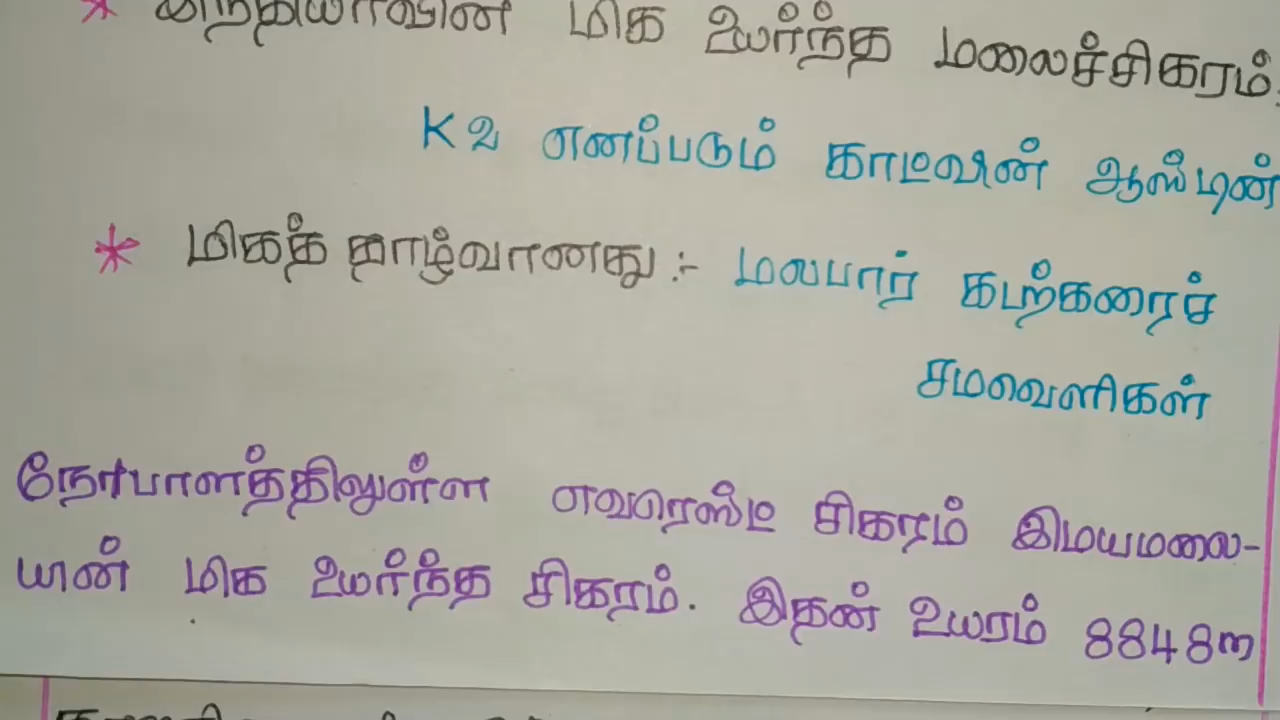 * இந்தியாவின் மிக உயர்ந்த மலைச்சிகரம்.
K2 எனப்படும் காட்வின் ஆஸ்டின்
* மிகத் தாழ்வானது :- மலபார் கடற்கரைச்
சமவெளிகள்
நேபாளத்திலுள்ள எவரெஸ்ட் சிகரம் இமயமலை-
யின் மிக உயர்ந்த சிகரம். இதன் உயரம் 8848m